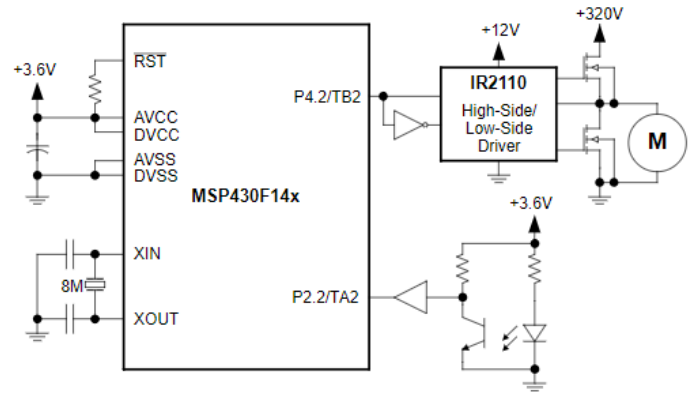 +320V
+12V
+3.6V
RST
IR2110
P4.2/TB2
High-Side/
Low-Side
Driver
AVCC
DVCC
M
AVSS
DVSS
MSP430F14x
+3.6V
XIN
8M
P2.2/TA2
XOUT